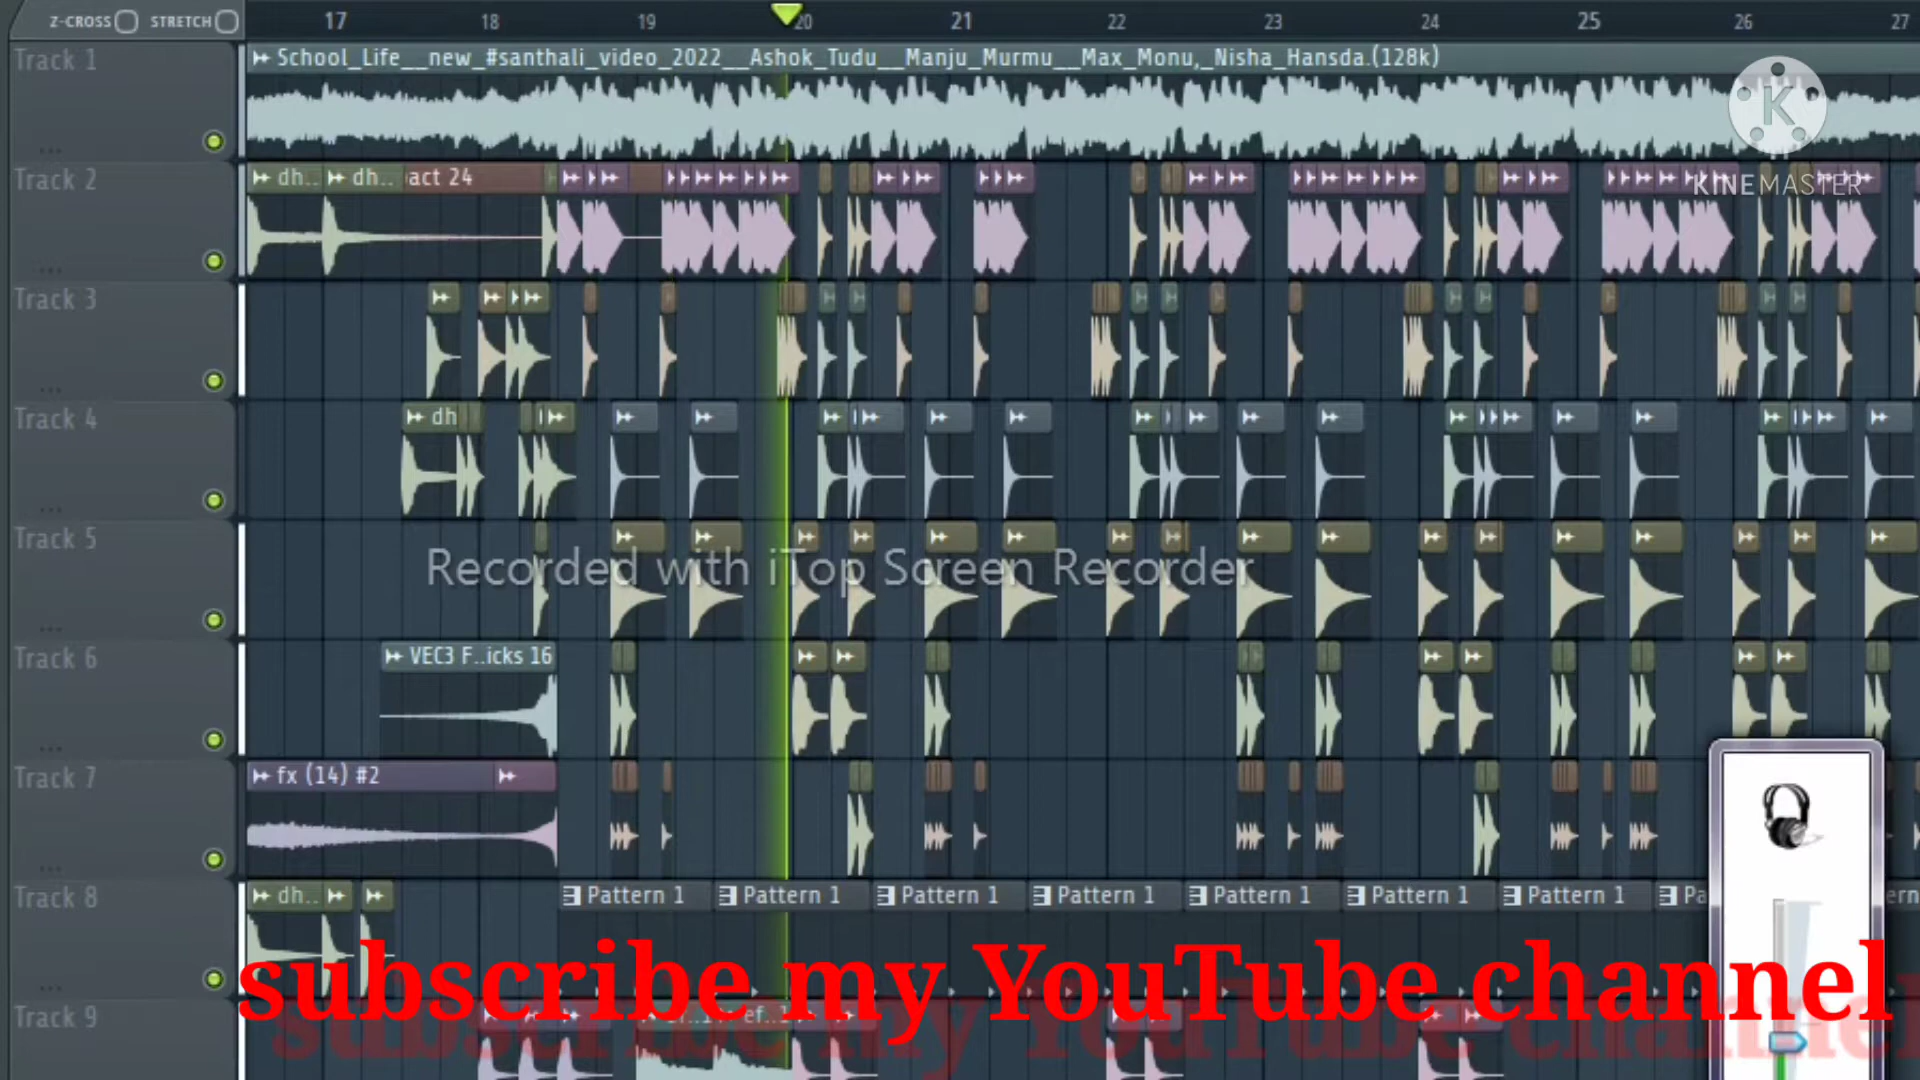 Z-CROSS STRETCH 17 18 19 20 21 22 23 24 25 26 27
Track 1
School_Life__new_#santhali_video_2022__Ashok_Tudu__Manju_Murmu__Max_Monu,_Nisha_Hansda.(128k)
K
KINEMASTER
Track 2
dh.. dh.. act 24
Track 3
Track 4
dh
Track 5
Recorded with iTop Screen Recorder
Track 6
VEC3 F..icks 16
Track 7
fx (14) #2
Track 8
dh.. Pattern 1 Pattern 1 Pattern 1 Pattern 1 Pattern 1 Pattern 1 Pattern 1 Pa
subscribe my YouTube channel
Track 9